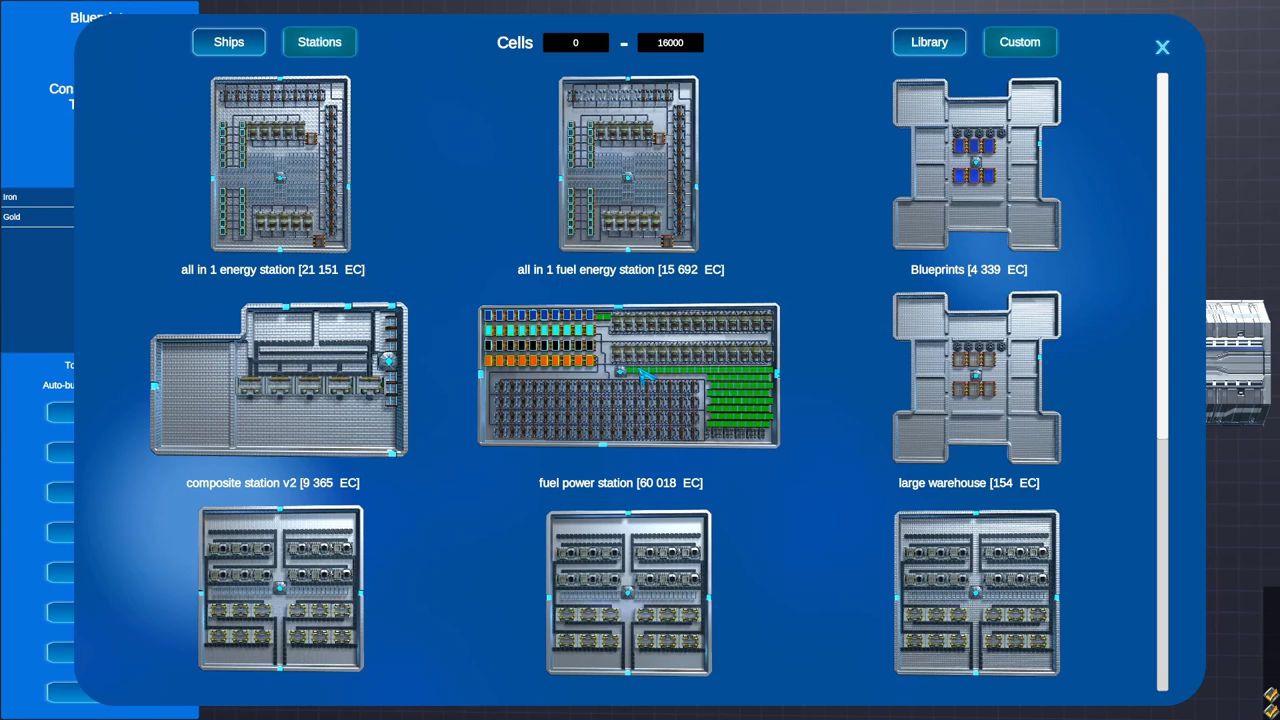 Ships
Stations
Cells 0 - 16000
Library
Custom
X
Iron
Gold
all in 1 energy station [21 151 EC]
all in 1 fuel energy station [15 692 EC]
Blueprints [4 339 EC]
composite station v2 [9 365 EC]
fuel power station [60 018 EC]
large warehouse [154 EC]